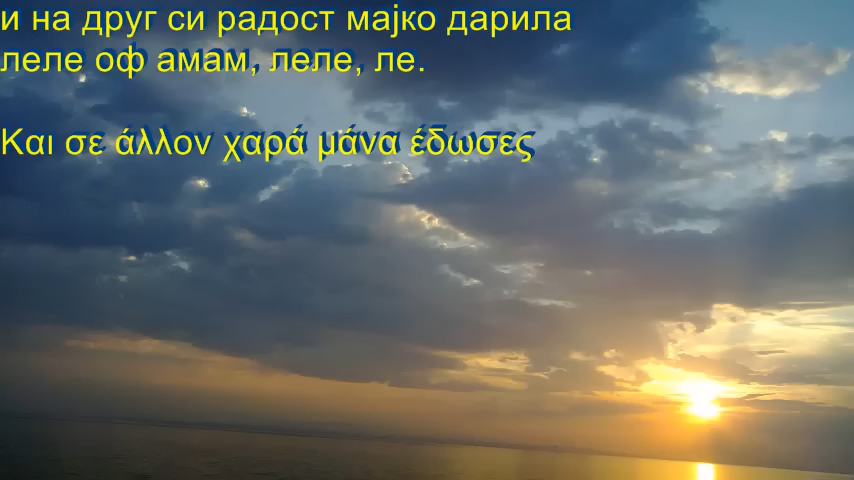 и на друг си радост мајко дарила
леле оф амам, леле, ле.
Και σε άλλον χαρά μάνα έδωσες